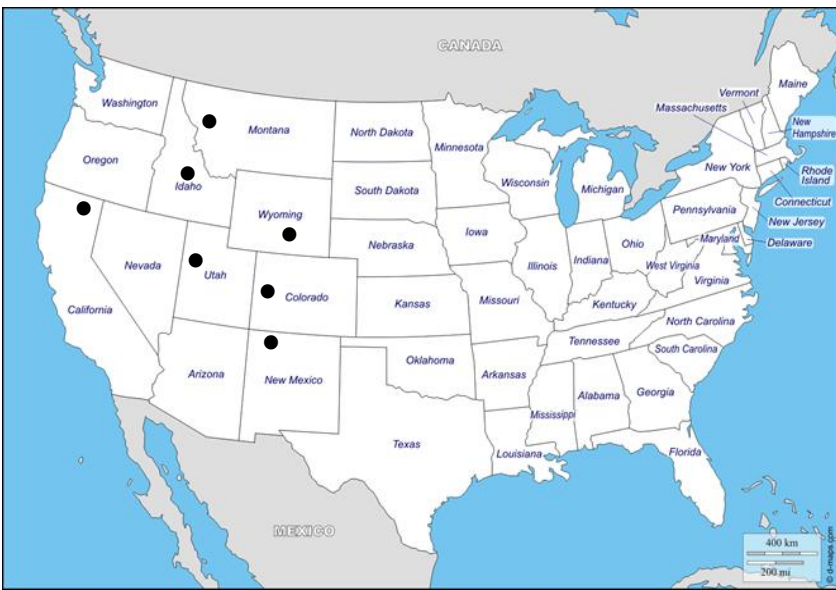 CANADA
Maine
Vermont
Massachusetts
Washington
New
Hampshire
Montana
North Dakota
Minnesota
Oregon
New York
Rhode
Island
Idaho
South Dakota
Wisconsin
Michigan
Connecticut
Wyoming
Pennsylvania
New Jersey
Iowa
Maryland
Delaware
Nebraska
Ohio
Nevada
Utah
Illinois
Indiana
West Virginia
Virginia
Colorado
Kansas
Missouri
Kentucky
California
North Carolina
Tennessee
South Carolina
Oklahoma
Arizona
New Mexico
Arkansas
Mississippi
Alabama
Georgia
Texas
Louisiana
Florida
MEXICO
400 km
200 mi
© d-maps.com